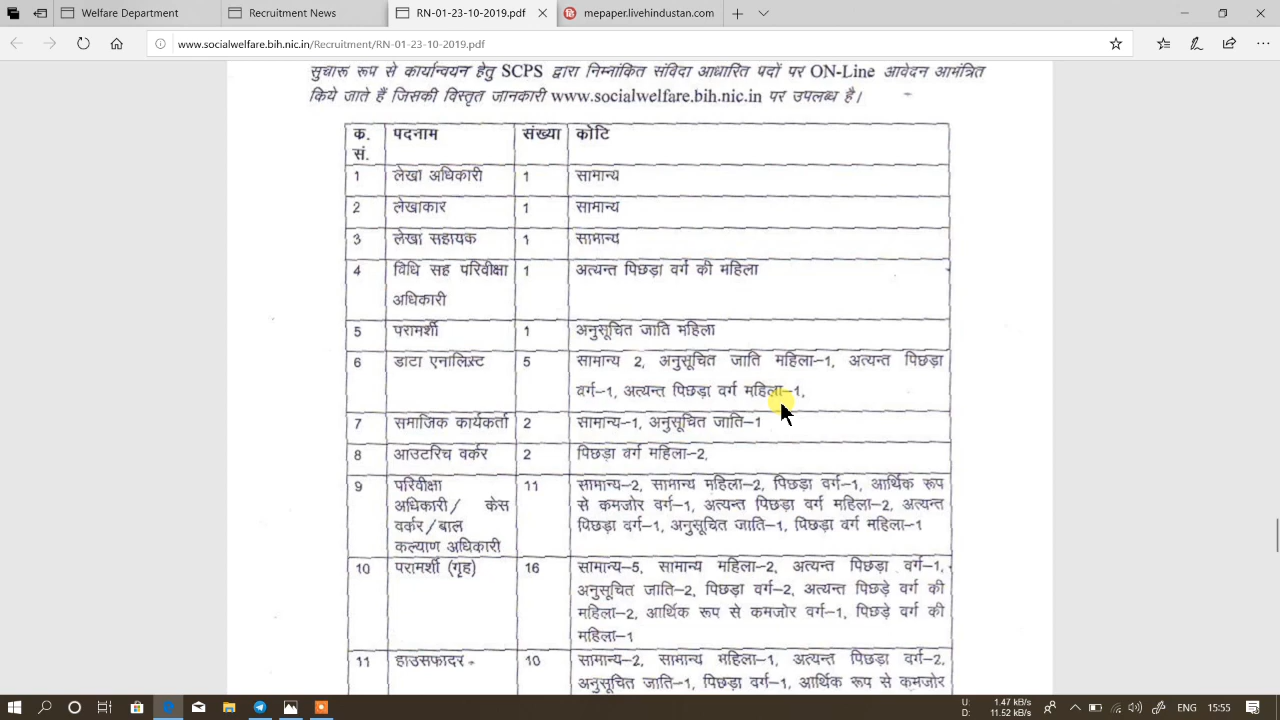 Welfare Department
Recruitment News
RN-01-23-10-2019.pdf
mepaper.livehindustan.com
www.socialwelfare.bih.nic.in/Recruitment/RN-01-23-10-2019.pdf
सुचारू रूप से कार्यान्वयन हेतु SCPS द्वारा निम्नांकित संविदा आधारित पदों पर ON-Line आवेदन आमंत्रित
किये जाते हैं जिसकी विस्तृत जानकारी www.socialwelfare.bih.nic.in पर उपलब्ध है।
क. पदनाम संख्या कोटि
सं.
1 लेखा अधिकारी 1 सामान्य
2 लेखाकार 1 सामान्य
3 लेखा सहायक 1 सामान्य
4 विधि सह परिवीक्षा 1 अत्यन्त पिछड़ा वर्ग की महिला
अधिकारी
5 परामर्शी 1 अनुसूचित जाति महिला
6 डाटा एनालिस्ट 5 सामान्य 2, अनुसूचित जाति महिला-1, अत्यन्त पिछड़ा
वर्ग-1, अत्यन्त पिछड़ा वर्ग महिला-1,
7 समाजिक कार्यकर्ता 2 सामान्य-1, अनुसूचित जाति-1
8 आउटरिच वर्कर 2 पिछड़ा वर्ग महिला-2,
9 परिवीक्षा 11 सामान्य-2, सामान्य महिला-2, पिछड़ा वर्ग-1, आर्थिक रूप
अधिकारी/ केस से कमजोर वर्ग-1, अत्यन्त पिछड़ा वर्ग महिला-2, अत्यन्त
वर्कर/बाल पिछड़ा वर्ग-1, अनुसूचित जाति-1, पिछड़ा वर्ग महिला-1
कल्याण अधिकारी
10 परामर्शी (गृह) 16 सामान्य-5, सामान्य महिला-2, अत्यन्त पिछड़ा वर्ग-1,
अनुसूचित जाति-2, पिछड़ा वर्ग-2, अत्यन्त पिछड़े वर्ग की
महिला-2, आर्थिक रूप से कमजोर वर्ग-1, पिछड़े वर्ग की
महिला-1
11 हाउसफादर 10 सामान्य-2, सामान्य महिला-1, अत्यन्त पिछड़ा वर्ग-2,
अनुसूचित जाति-1, पिछड़ा वर्ग-1, आर्थिक रूप से कमजोर
U: 1.47 kB/s
D: 11.52 kB/s
ENG 15:55